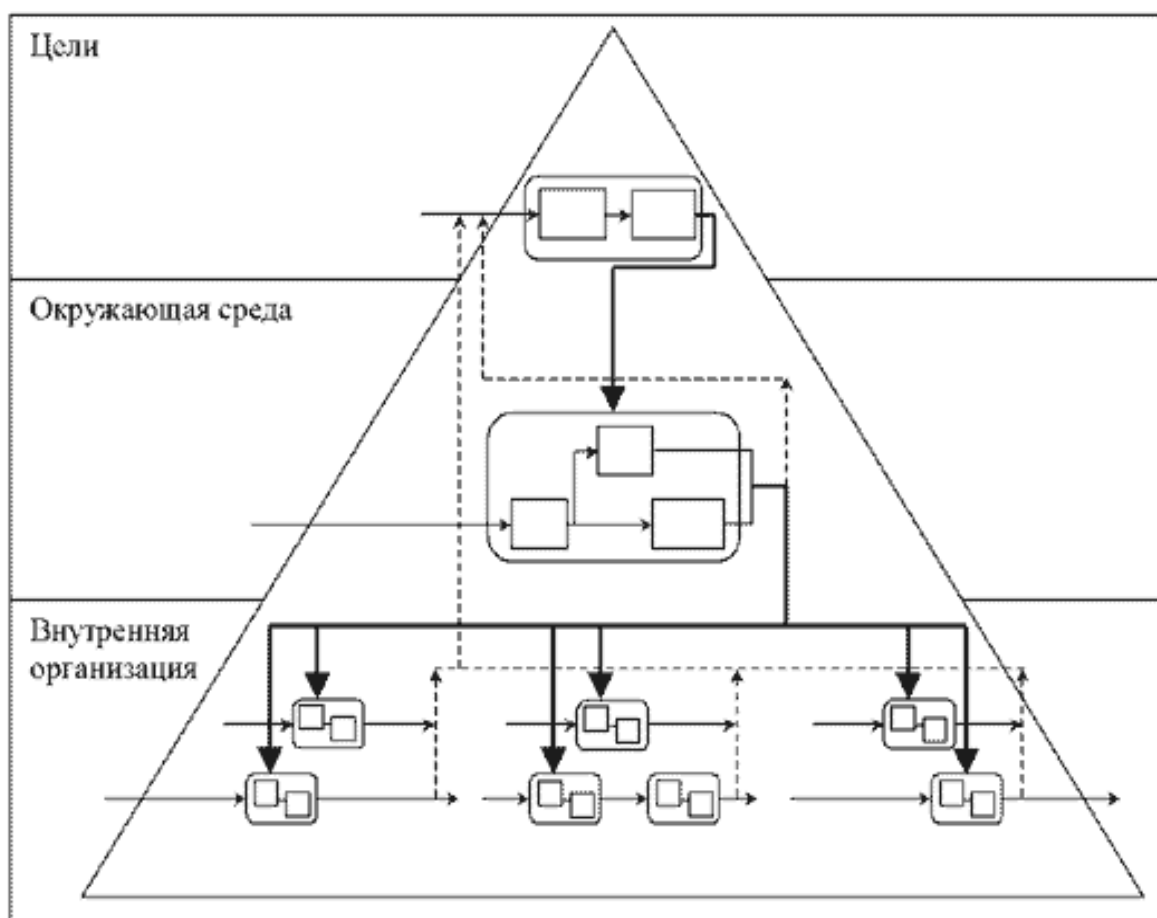 Цели
Окружающая среда
Внутренняя
организация